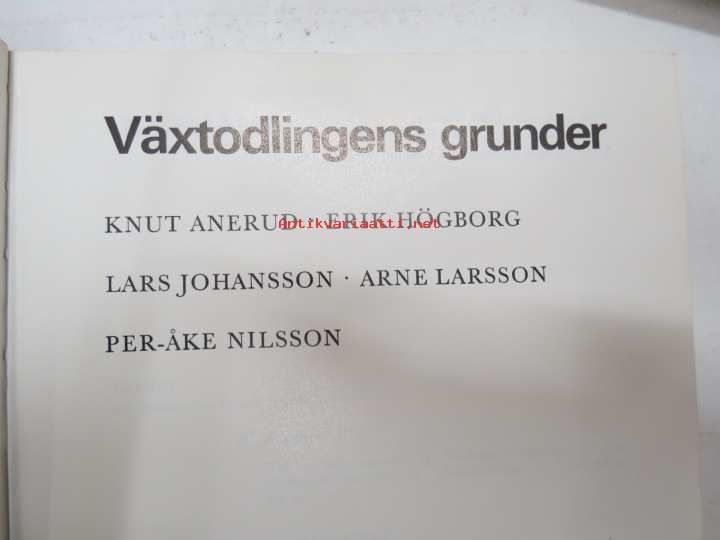 Växtodlingens grunder
KNUT ANERUD · ERIK HÖGBORG
Antikvariaatti.net
LARS JOHANSSON · ARNE LARSSON
PER-ÅKE NILSSON